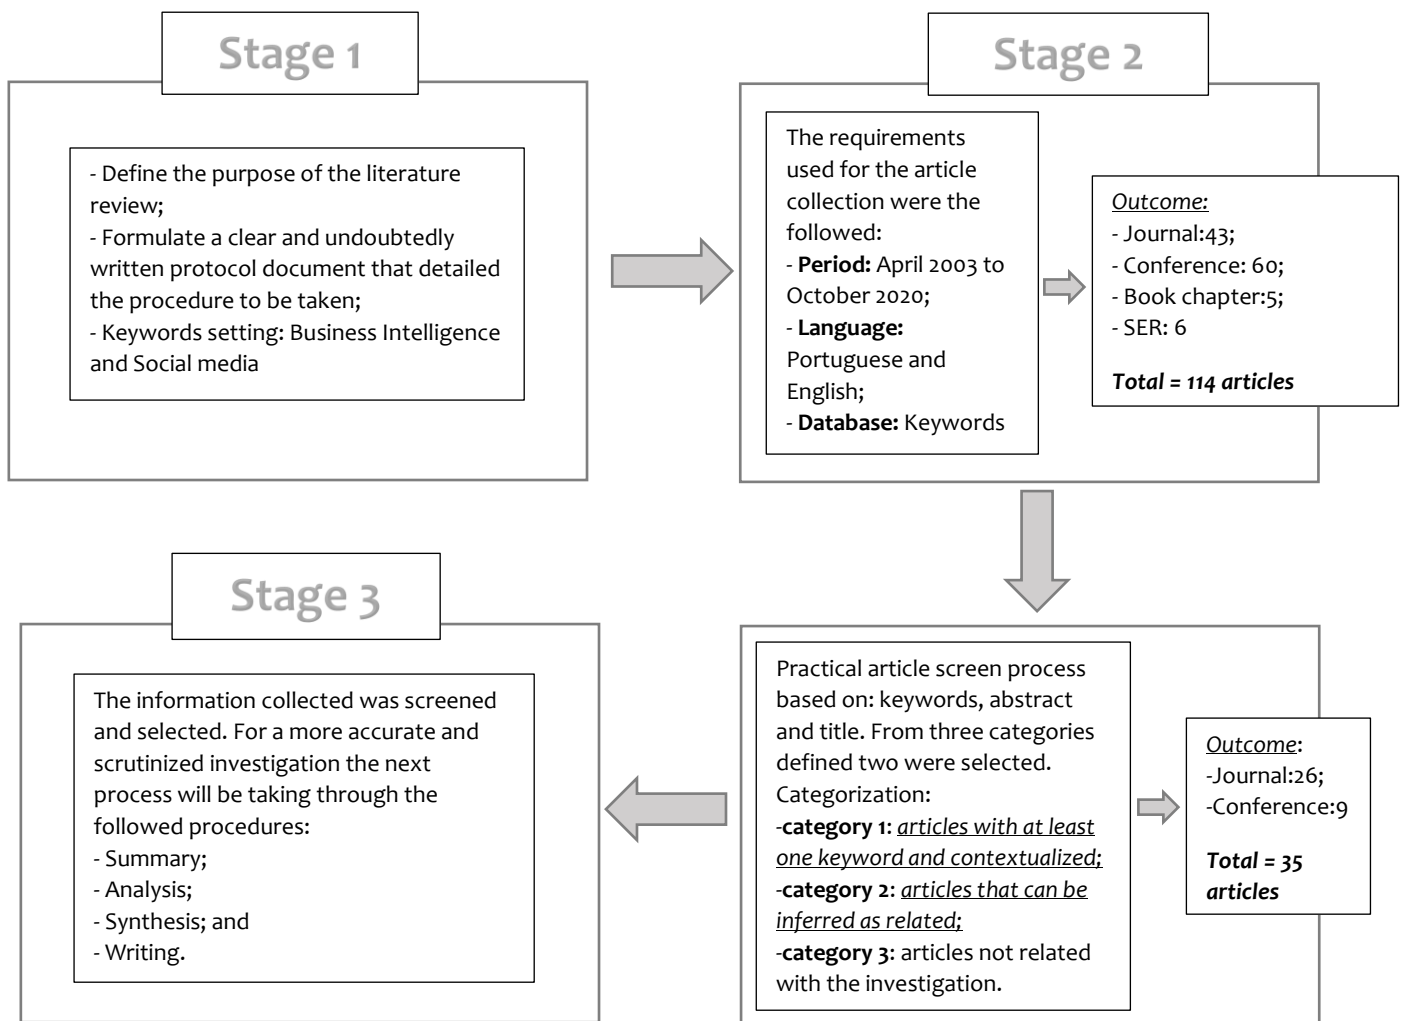 Stage 1
- Define the purpose of the literature
review;
- Formulate a clear and undoubtedly
written protocol document that detailed
the procedure to be taken;
- Keywords setting: Business Intelligence
and Social media
Stage 2
The requirements
used for the article
collection were the
followed:
- Period: April 2003 to
October 2020;
- Language:
Portuguese and
English;
- Database: Keywords
Outcome:
- Journal:43;
- Conference: 60;
- Book chapter:5;
- SER: 6
Total = 114 articles
Practical article screen process
based on: keywords, abstract
and title. From three categories
defined two were selected.
Categorization:
-category 1: articles with at least
one keyword and contextualized;
-category 2: articles that can be
inferred as related;
-category 3: articles not related
with the investigation.
Outcome:
-Journal:26;
-Conference:9
Total = 35
articles
Stage 3
The information collected was screened
and selected. For a more accurate and
scrutinized investigation the next
process will be taking through the
followed procedures:
- Summary;
- Analysis;
- Synthesis; and
- Writing.